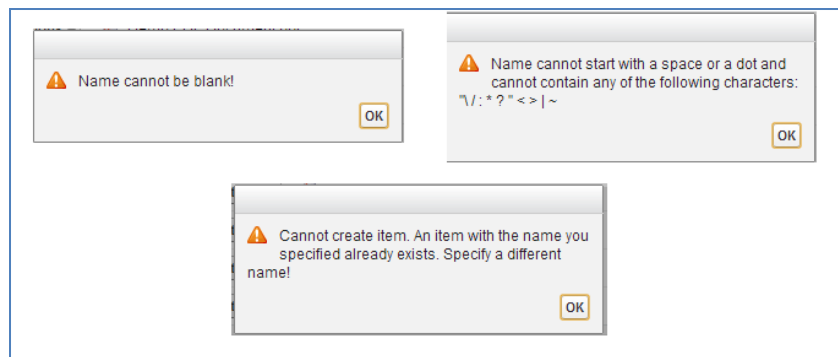 Name cannot be blank!
OK
Name cannot start with a space or a dot and
cannot contain any of the following characters:
"\ / : * ? " < > | ~
OK
Cannot create item. An item with the name you
specified already exists. Specify a different
name!
OK